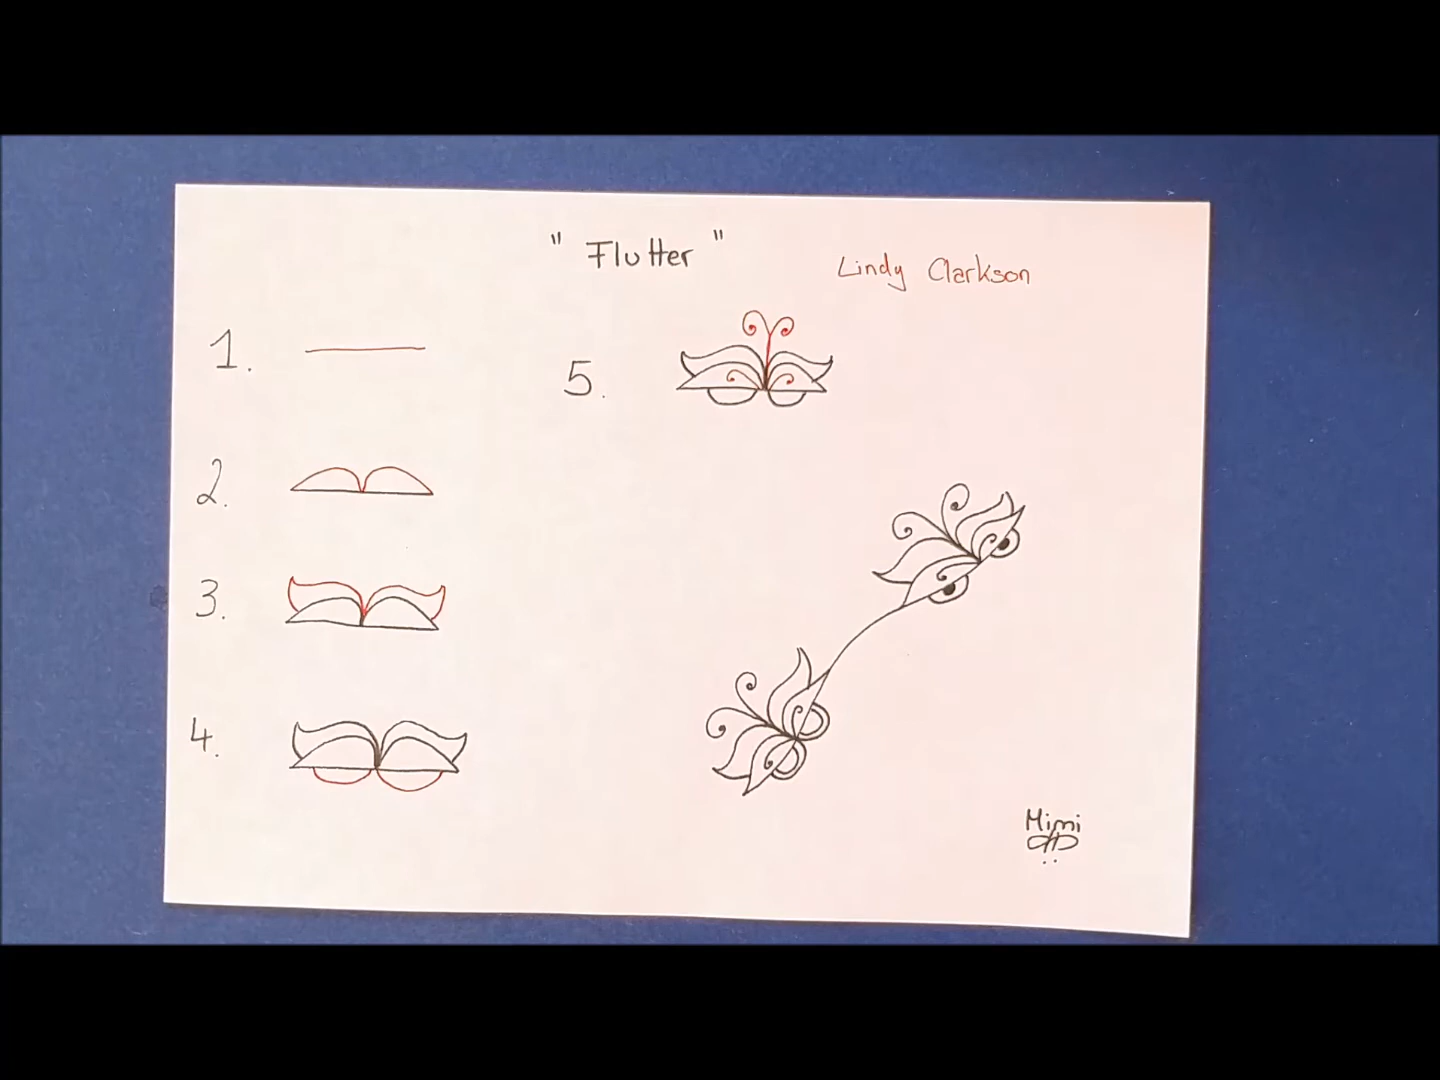 " Flutter "
Lindy Clarkson
1.
2.
3.
4.
5.
Mimi